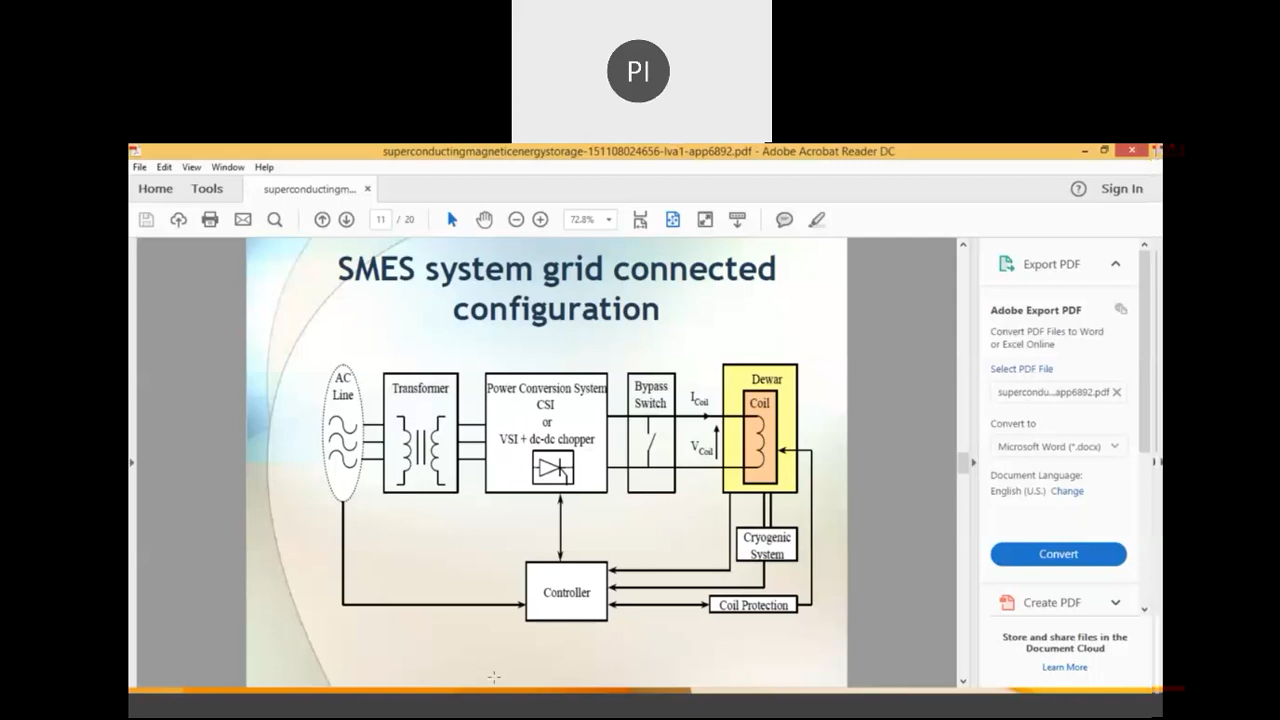 PI
superconductingmagneticenergystorage-151108024656-lva1-app6892.pdf - Adobe Acrobat Reader DC
File Edit View Window Help
Home Tools superconductingm... Sign In
11 / 20 72.8%
SMES system grid connected
configuration
AC
Line
Transformer
Power Conversion System
CSI
or
VSI + dc-dc chopper
Bypass
Switch
ICoil
VCoil
Dewar
Coil
Cryogenic
System
Controller
Coil Protection
Export PDF
Adobe Export PDF
Convert PDF Files to Word
or Excel Online
Select PDF File
supercondu...app6892.pdf
Convert to
Microsoft Word (*.docx)
Document Language:
English (U.S.) Change
Convert
Create PDF
Store and share files in the
Document Cloud
Learn More